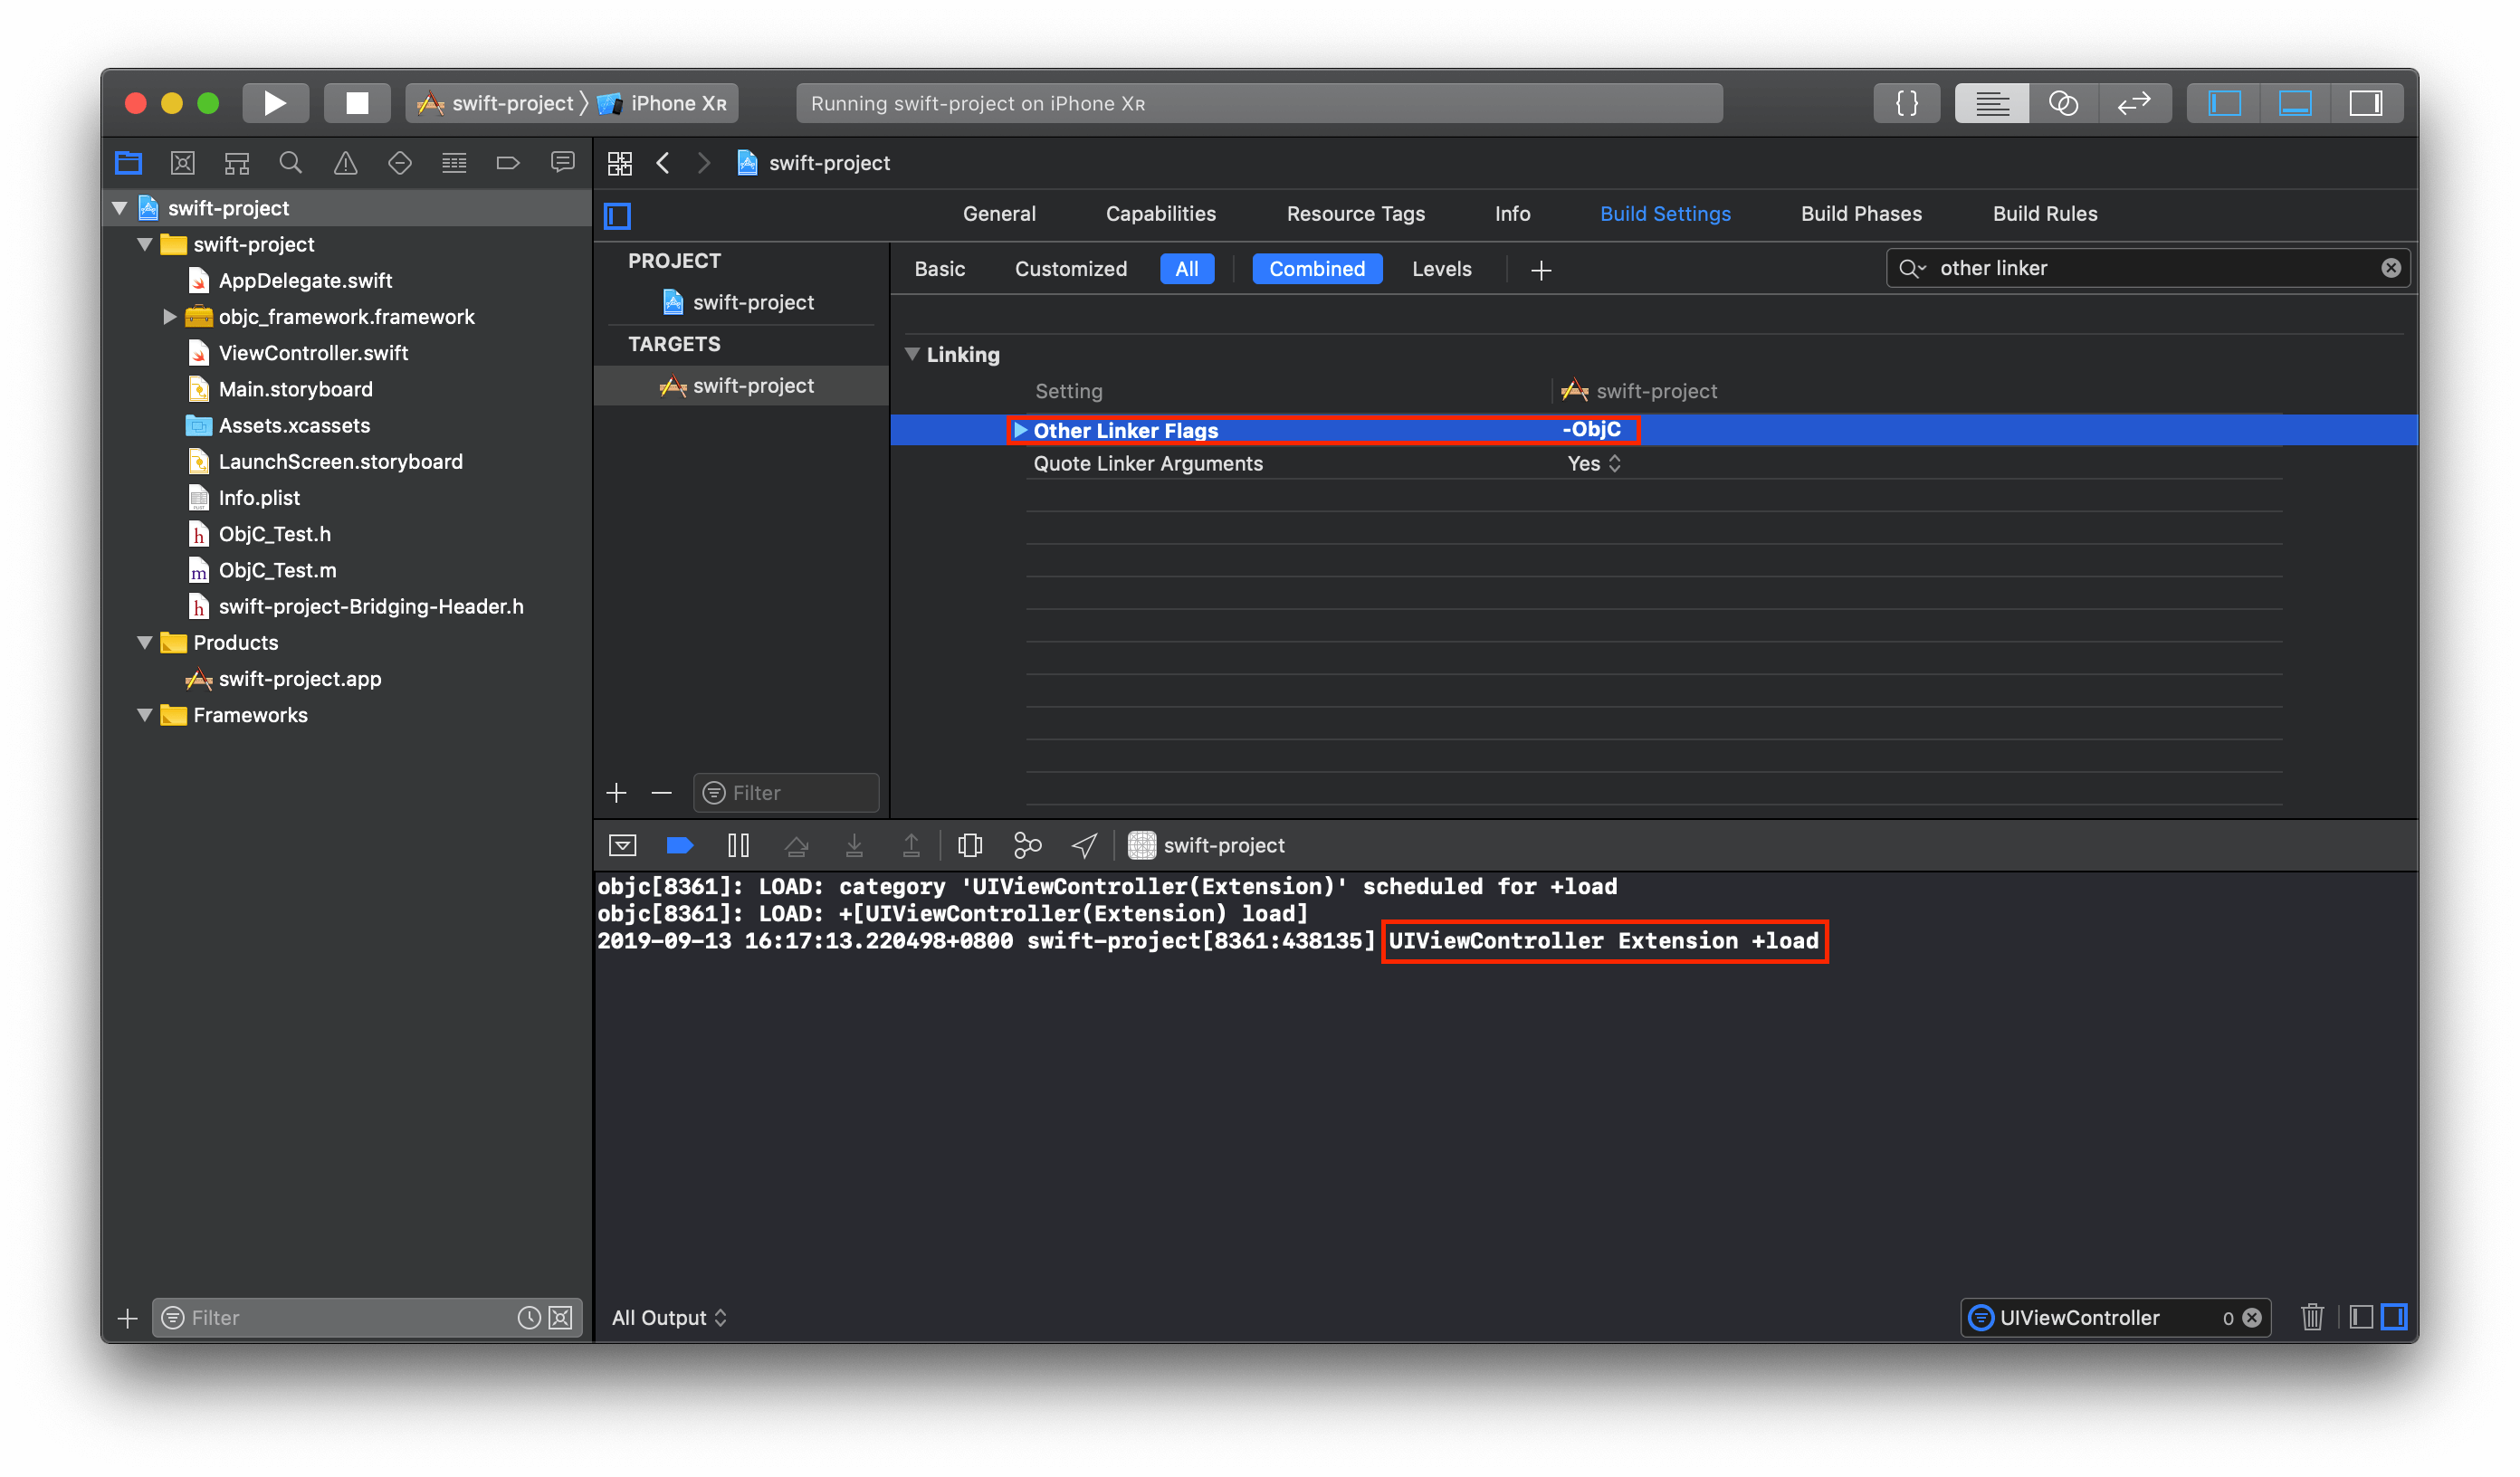 swift-project 〉 iPhone XR
Running swift-project on iPhone XR
{ }
swift-project
General Capabilities Resource Tags Info Build Settings Build Phases Build Rules
Basic Customized All Combined Levels +
other linker
swift-project
swift-project
AppDelegate.swift
objc_framework.framework
ViewController.swift
Main.storyboard
Assets.xcassets
LaunchScreen.storyboard
Info.plist
h ObjC_Test.h
m ObjC_Test.m
h swift-project-Bridging-Header.h
Products
swift-project.app
Frameworks
Filter
PROJECT
swift-project
TARGETS
swift-project
Filter
Linking
Setting swift-project
Other Linker Flags -ObjC
Quote Linker Arguments Yes
swift-project
objc[8361]: LOAD: category 'UIViewController(Extension)' scheduled for +load
objc[8361]: LOAD: +[UIViewController(Extension) load]
2019-09-13 16:17:13.220498+0800 swift-project[8361:438135] UIViewController Extension +load
All Output
UIViewController 0